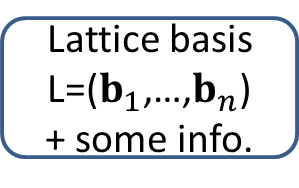 Lattice basis
L=(𝐛₁,…,𝐛ₙ)
+ some info.